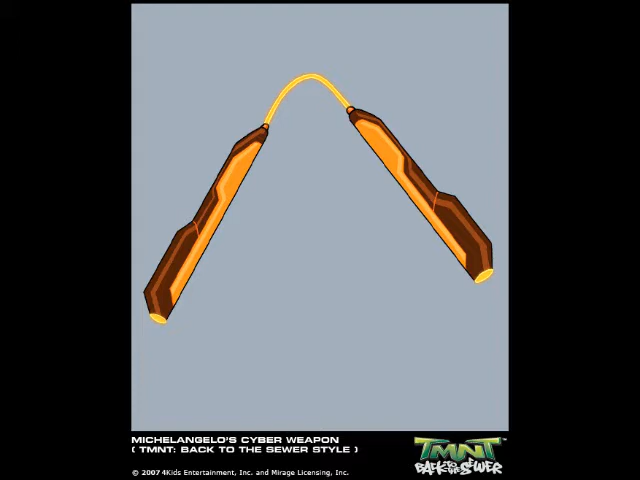 MICHELANGELO'S CYBER WEAPON
( TMNT: BACK TO THE SEWER STYLE )
© 2007 4Kids Entertainment, Inc. and Mirage Licensing, Inc.
TMNT™
BACK TO THE SEWER